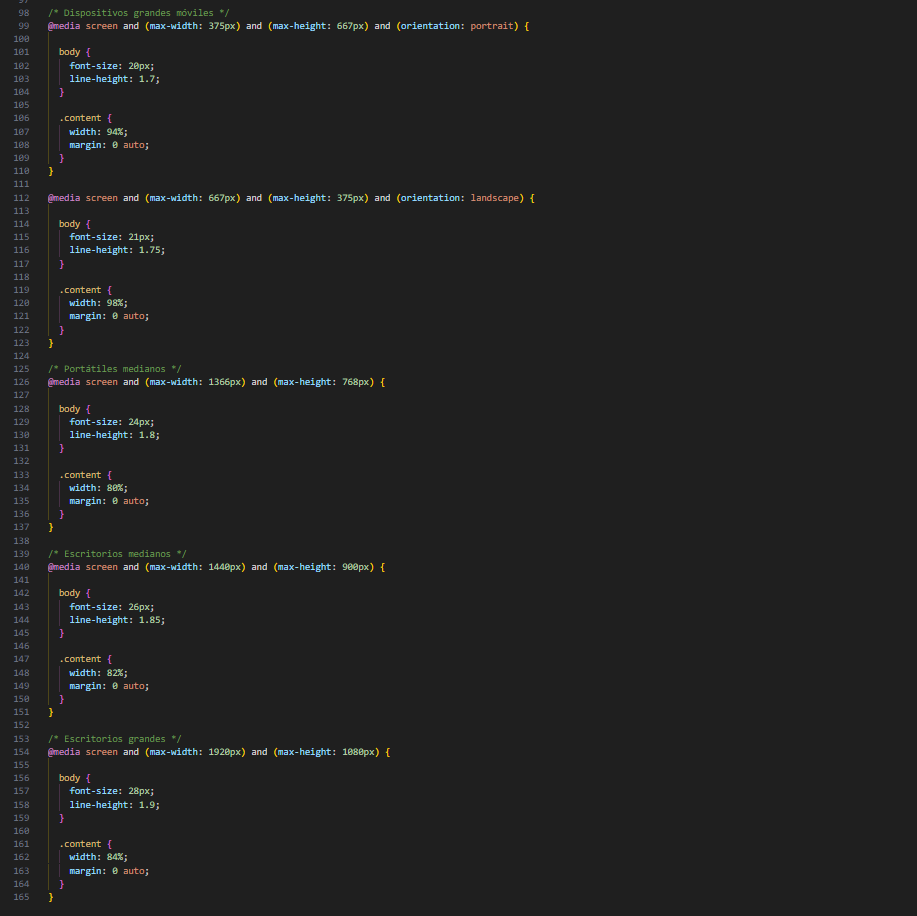 97
98 /* Dispositivos grandes móviles */
99 @media screen and (max-width: 375px) and (max-height: 667px) and (orientation: portrait) {
100
101 body {
102 font-size: 20px;
103 line-height: 1.7;
104 }
105
106 .content {
107 width: 94%;
108 margin: 0 auto;
109 }
110 }
111
112 @media screen and (max-width: 667px) and (max-height: 375px) and (orientation: landscape) {
113
114 body {
115 font-size: 21px;
116 line-height: 1.75;
117 }
118
119 .content {
120 width: 98%;
121 margin: 0 auto;
122 }
123 }
124
125 /* Portátiles medianos */
126 @media screen and (max-width: 1366px) and (max-height: 768px) {
127
128 body {
129 font-size: 24px;
130 line-height: 1.8;
131 }
132
133 .content {
134 width: 80%;
135 margin: 0 auto;
136 }
137 }
138
139 /* Escritorios medianos */
140 @media screen and (max-width: 1440px) and (max-height: 900px) {
141
142 body {
143 font-size: 26px;
144 line-height: 1.85;
145 }
146
147 .content {
148 width: 82%;
149 margin: 0 auto;
150 }
151 }
152
153 /* Escritorios grandes */
154 @media screen and (max-width: 1920px) and (max-height: 1080px) {
155
156 body {
157 font-size: 28px;
158 line-height: 1.9;
159 }
160
161 .content {
162 width: 84%;
163 margin: 0 auto;
164 }
165 }